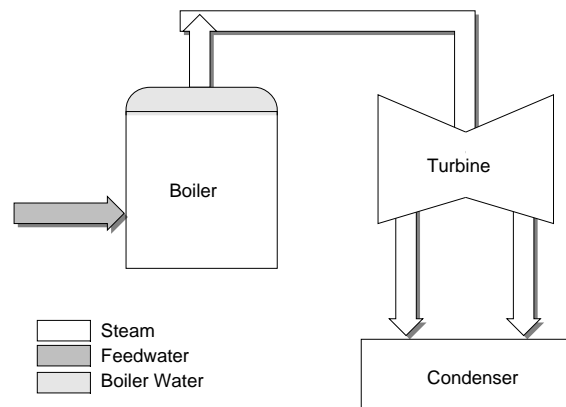 Boiler
Turbine
Steam
Feedwater
Boiler Water
Condenser